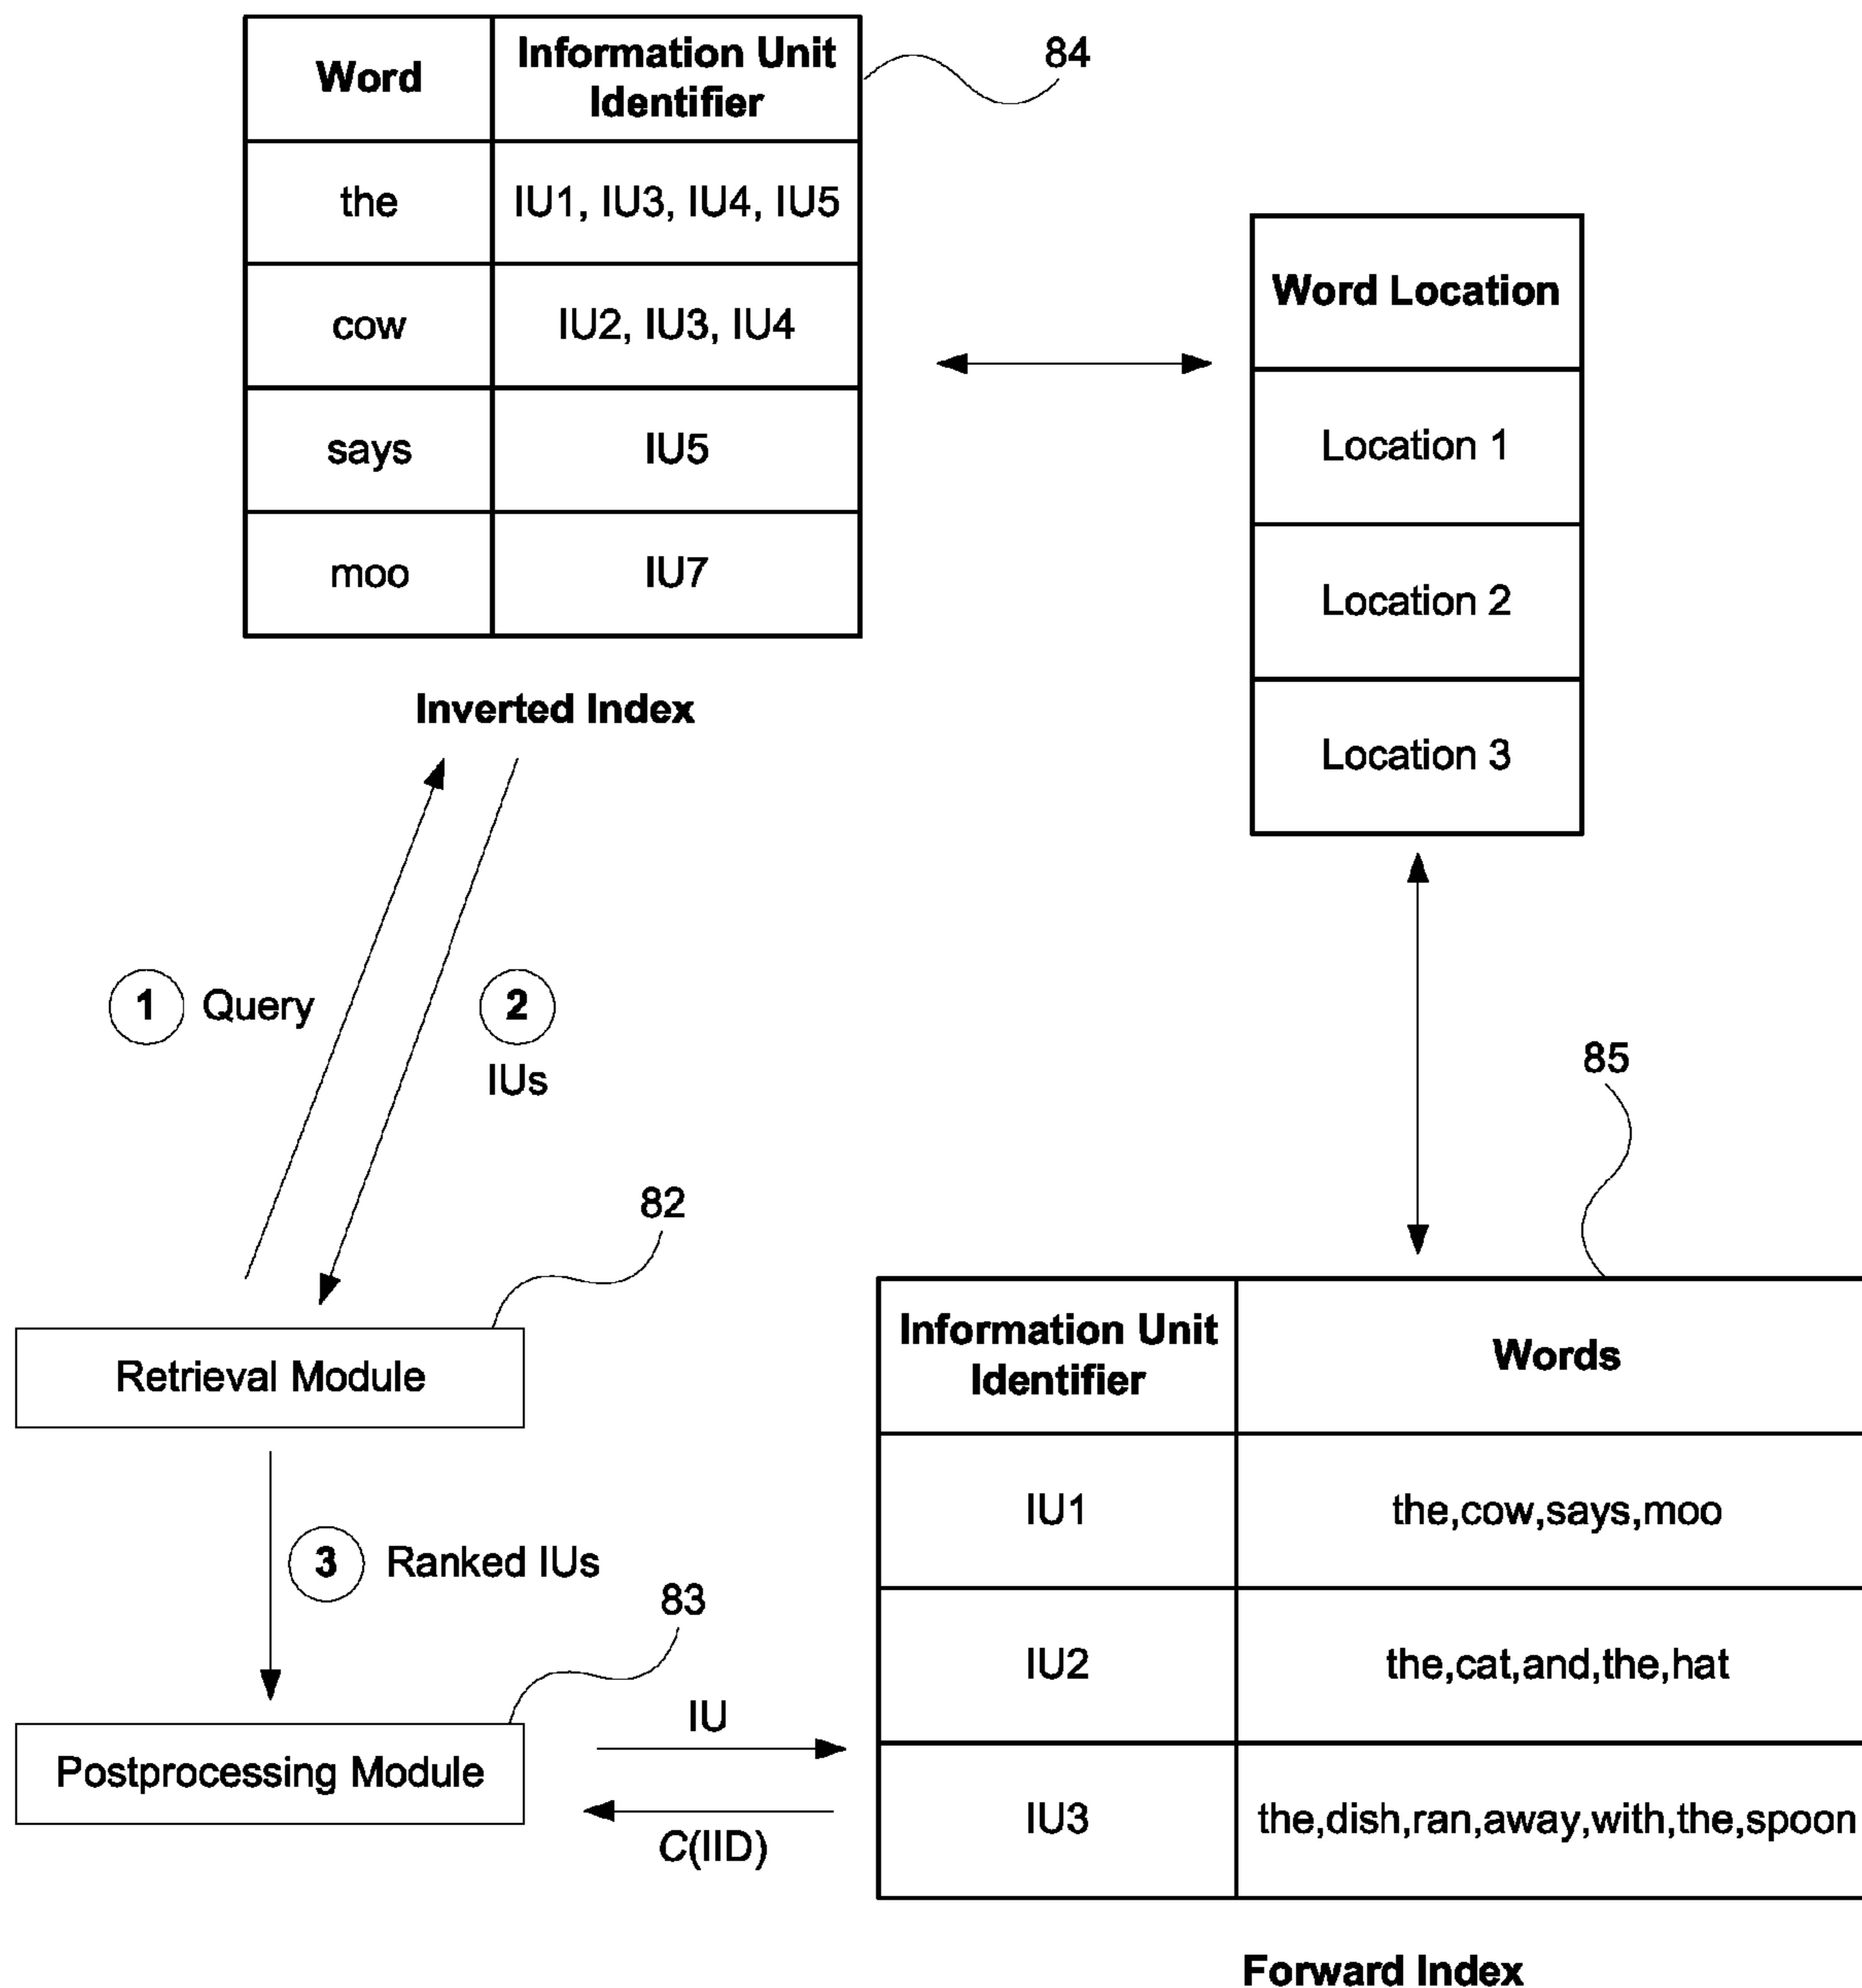 Word
Information Unit
Identifier
84
the
IU1, IU3, IU4, IU5
cow
IU2, IU3, IU4
says
IU5
moo
IU7
Inverted Index
Word Location
Location 1
Location 2
Location 3
1 Query
2
IUs
82
Retrieval Module
3 Ranked IUs
83
Postprocessing Module
IU
C(IID)
85
Information Unit
Identifier
Words
IU1
the,cow,says,moo
IU2
the,cat,and,the,hat
IU3
the,dish,ran,away,with,the,spoon
Forward Index